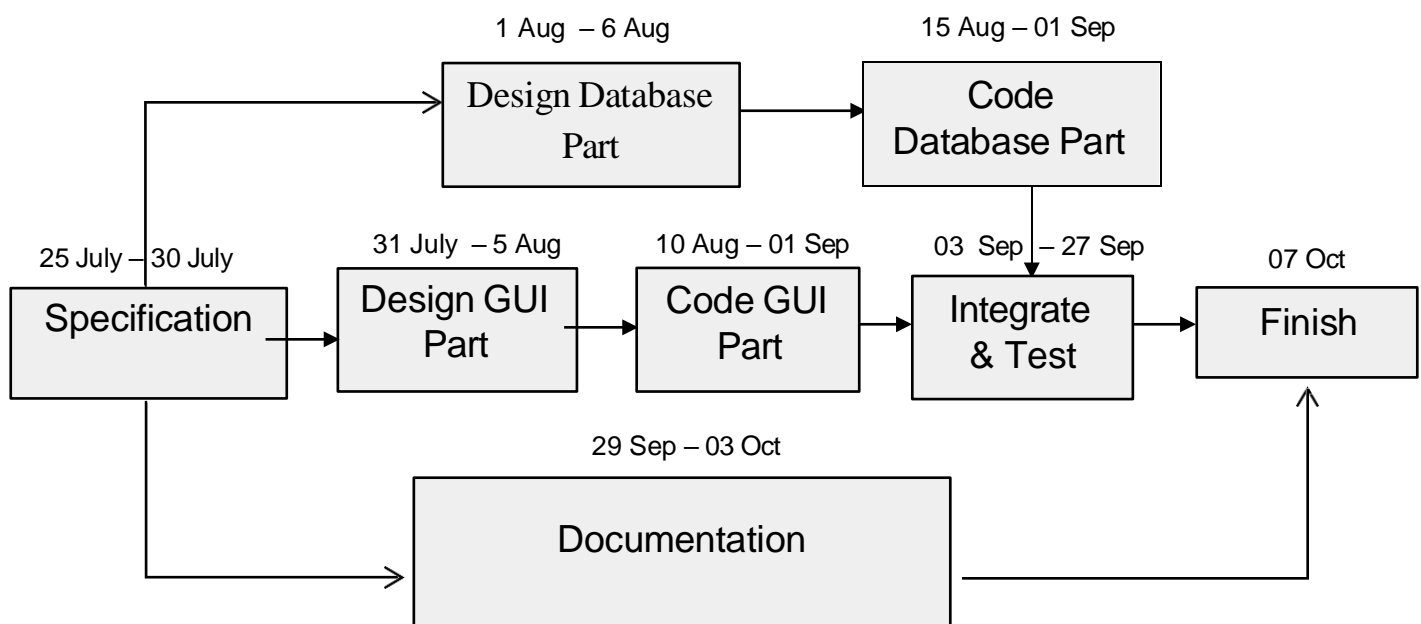 1 Aug – 6 Aug
15 Aug – 01 Sep
Design Database
Part
Code
Database Part
25 July – 30 July
31 July – 5 Aug
10 Aug – 01 Sep
03 Sep – 27 Sep
07 Oct
Specification
Design GUI
Part
Code GUI
Part
Integrate
& Test
Finish
29 Sep – 03 Oct
Documentation